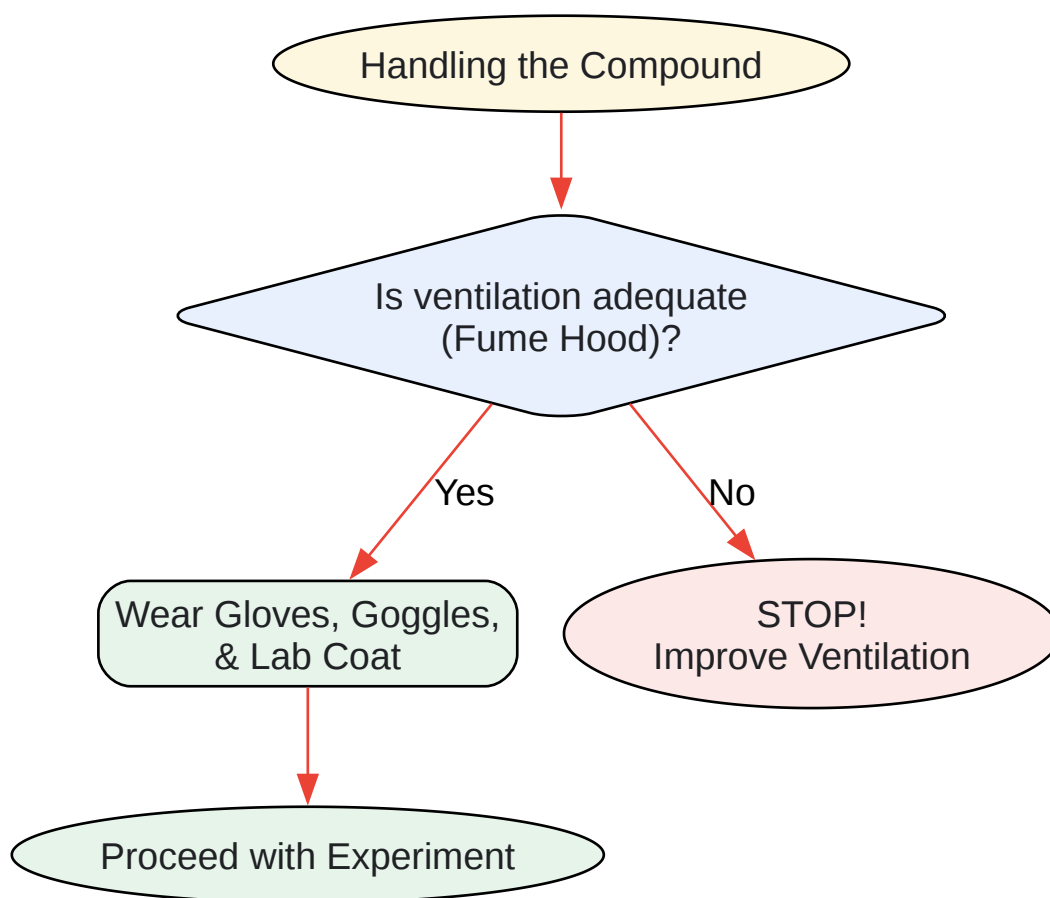 Handling the Compound
Is ventilation adequate
(Fume Hood)?
Yes
No
Wear Gloves, Goggles,
& Lab Coat
STOP!
Improve Ventilation
Proceed with Experiment